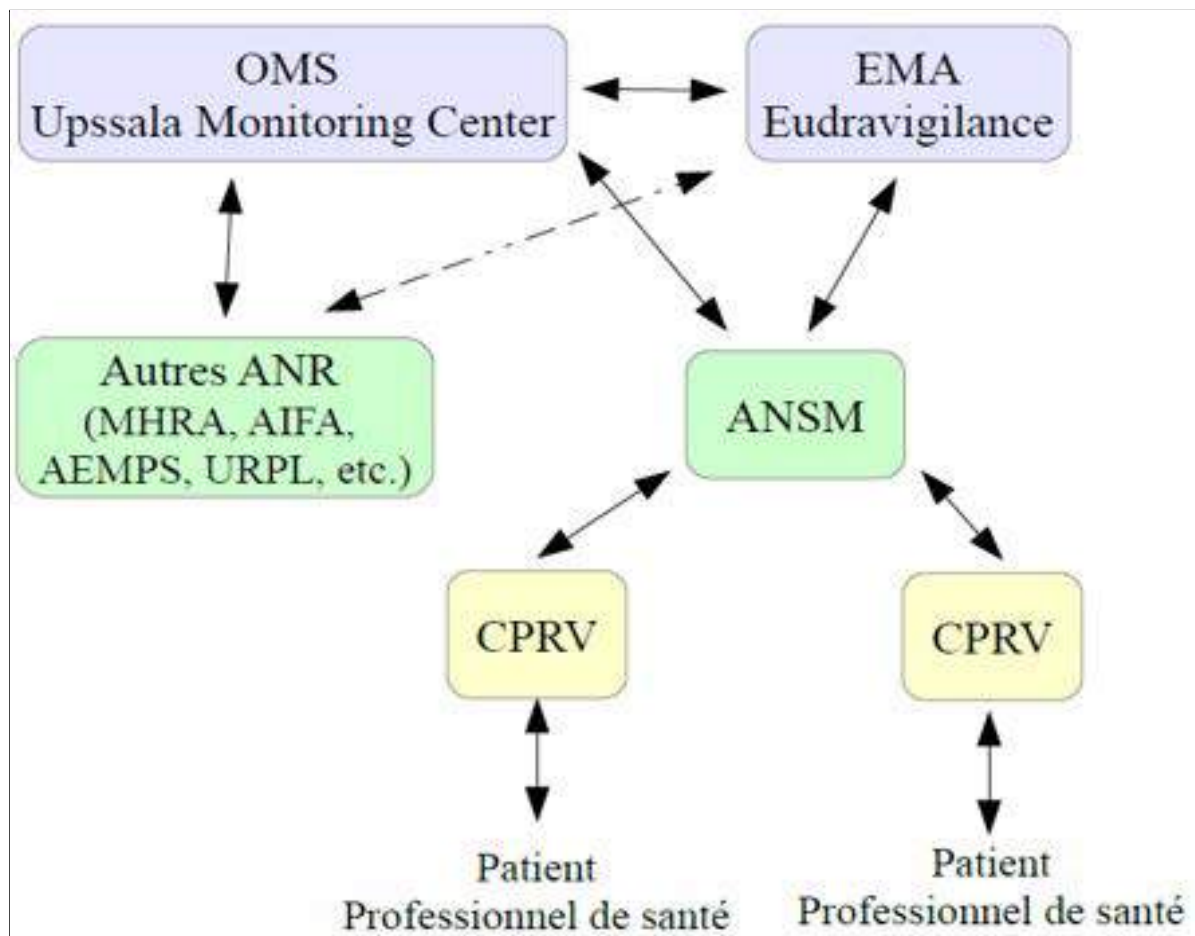 OMS
Upssala Monitoring Center
EMA
Eudravigilance
Autres ANR
(MHRA, AIFA,
AEMPS, URPL, etc.)
ANSM
CPRV
CPRV
Patient
Professionnel de santé
Patient
Professionnel de santé